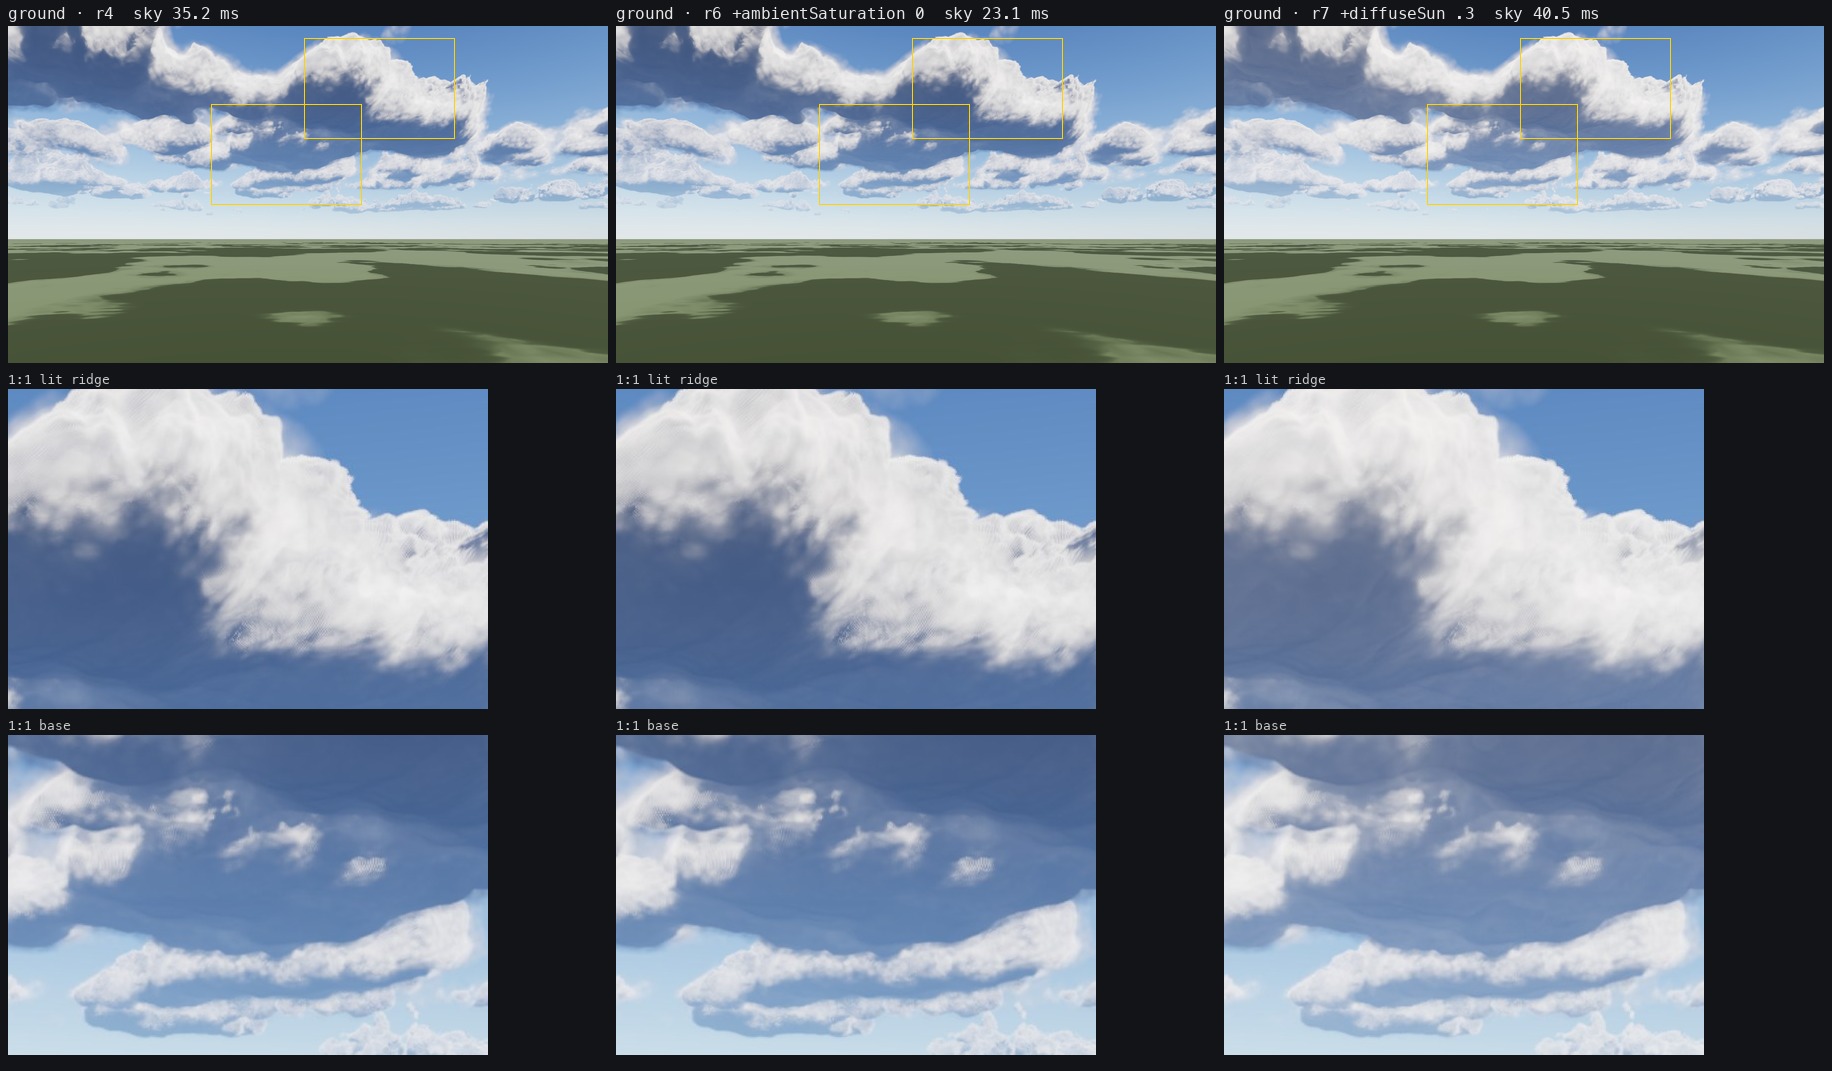 ground · r4  sky 35.2 ms
ground · r6 +ambientSaturation 0  sky 23.1 ms
ground · r7 +diffuseSun .3  sky 40.5 ms
1:1 lit ridge
1:1 lit ridge
1:1 lit ridge
1:1 base
1:1 base
1:1 base